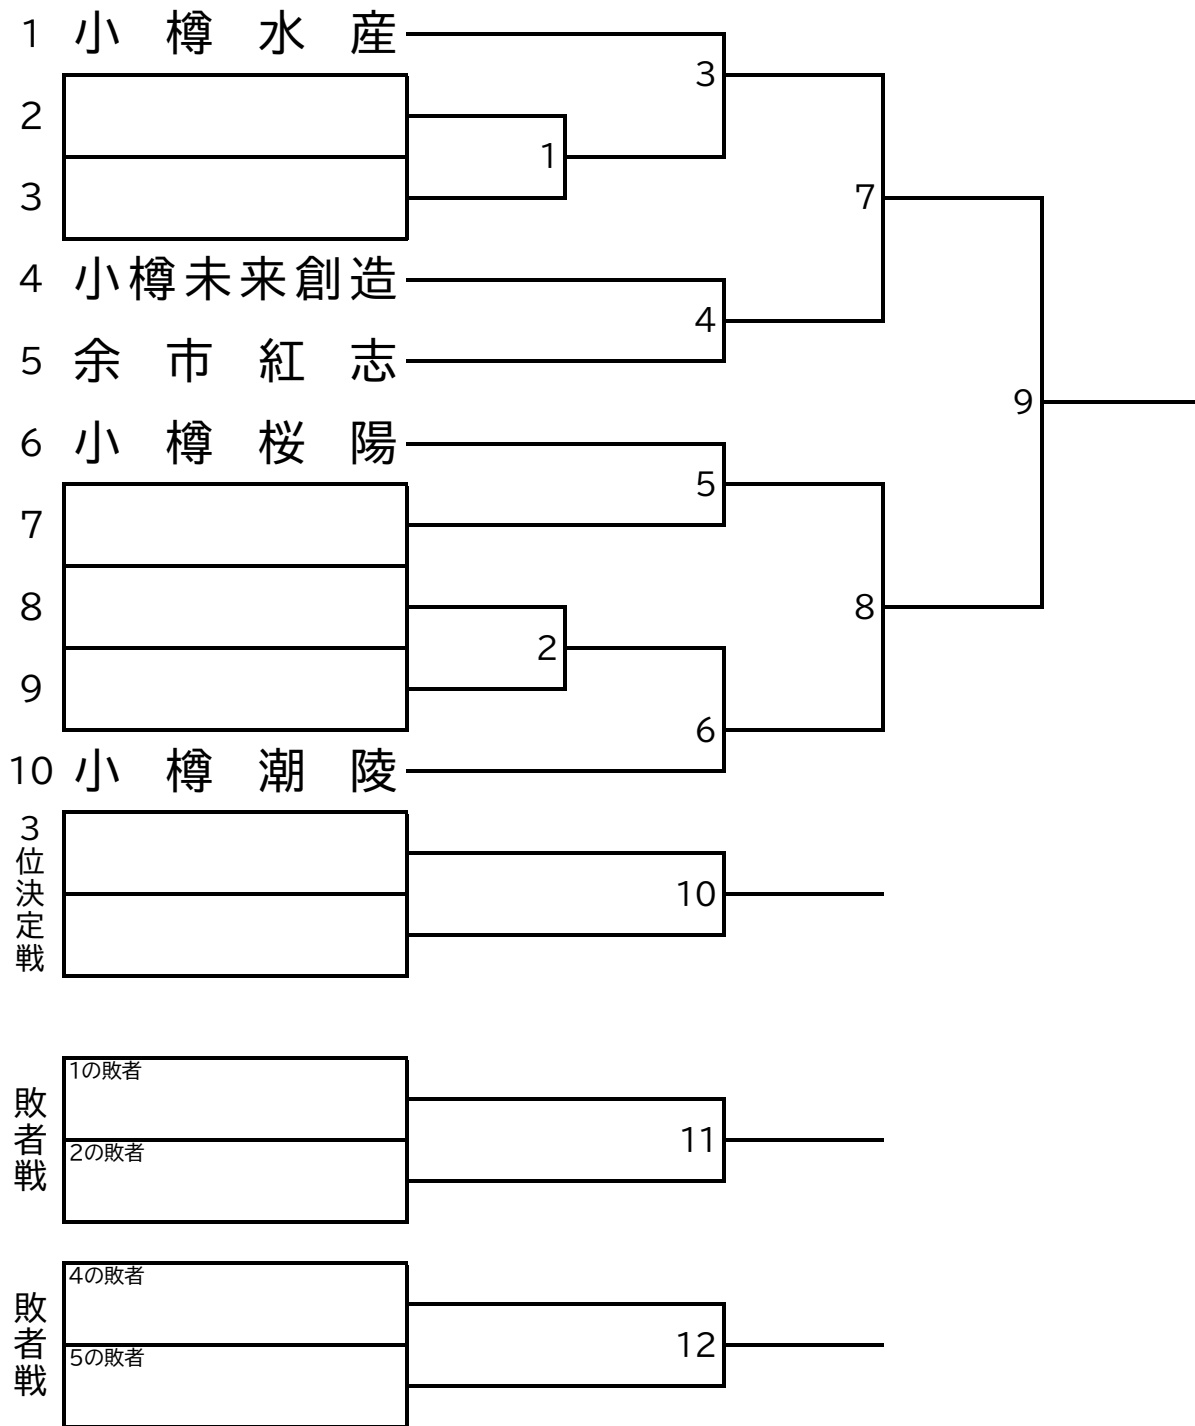 1 小樽水産
3
2
1
3
7
4 小樽未来創造
4
5 余市紅志
9
6 小樽桜陽
5
7
8
8
2
9
6
10 小樽潮陵
3位決定戦
10
敗者戦
1の敗者
11
2の敗者
敗者戦
4の敗者
12
5の敗者